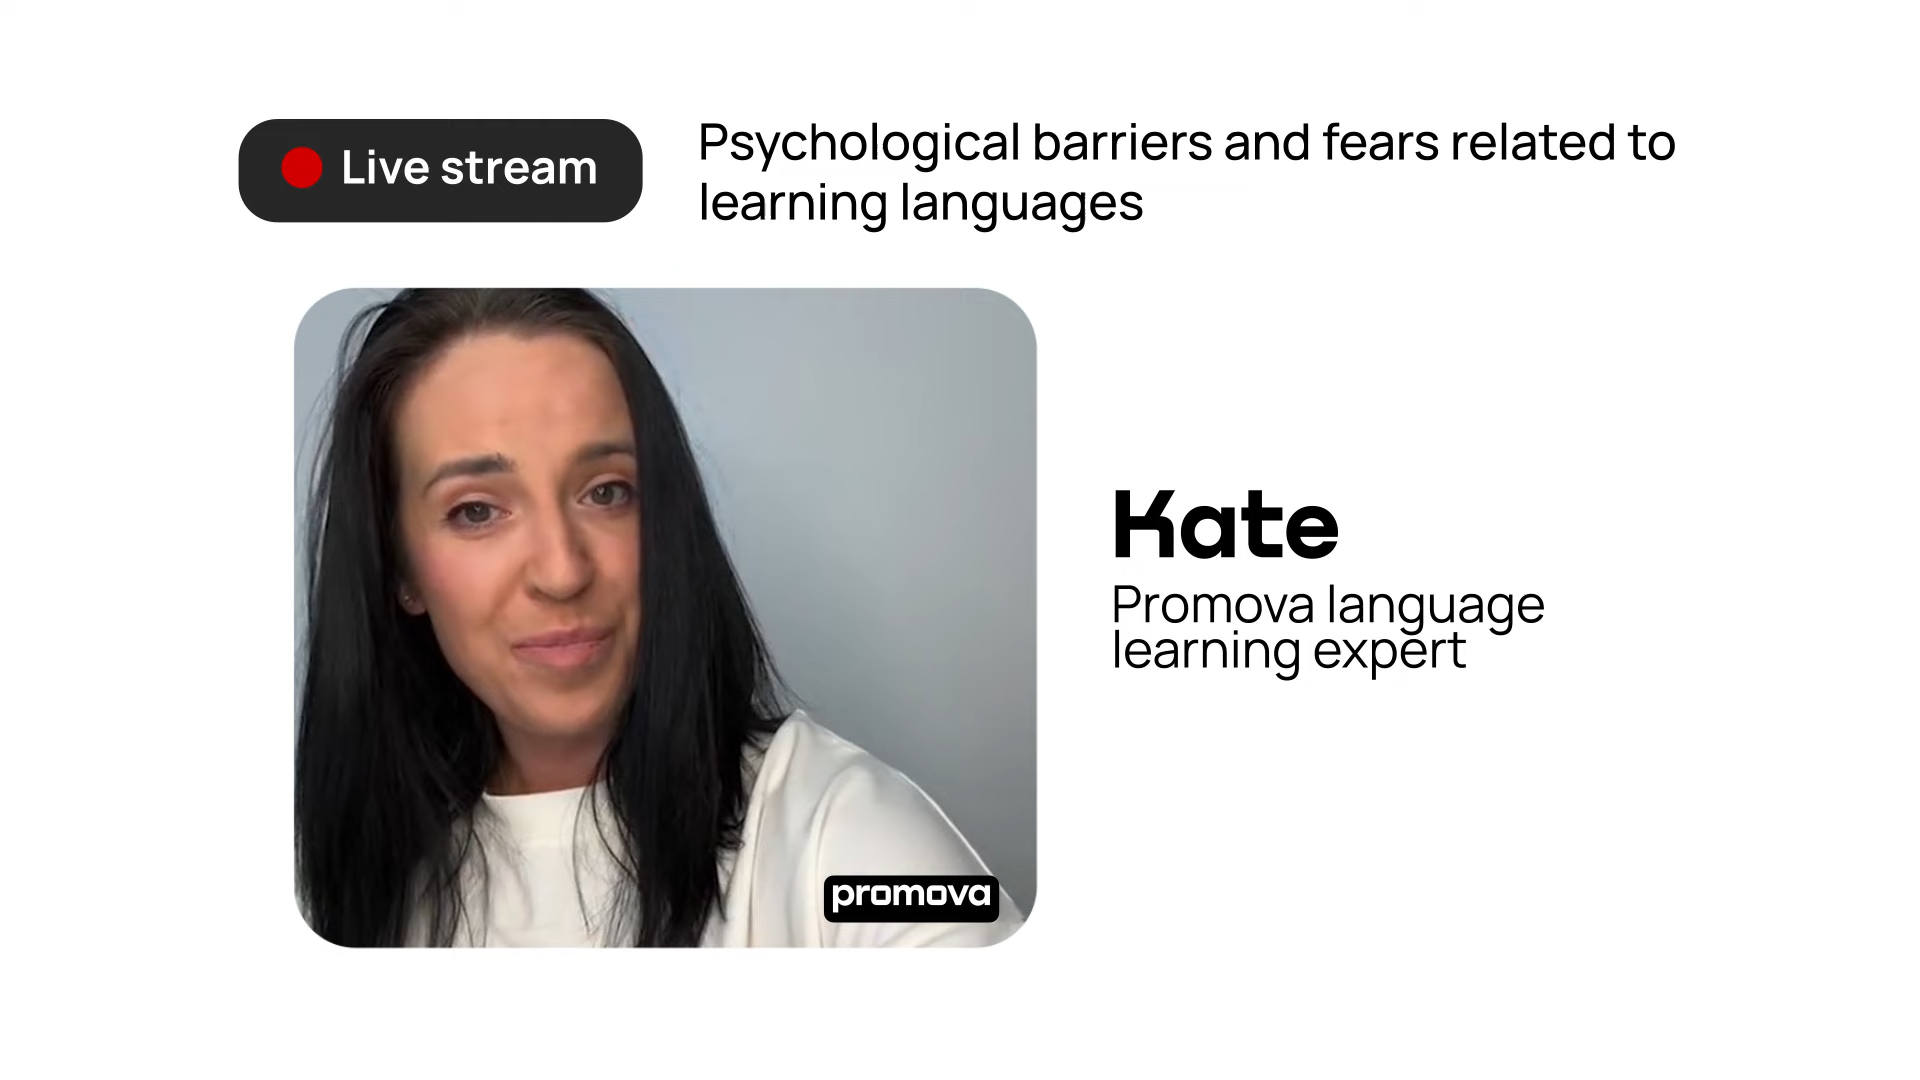 Live stream
Psychological barriers and fears related to
learning languages
Kate
Promova language
learning expert
promova